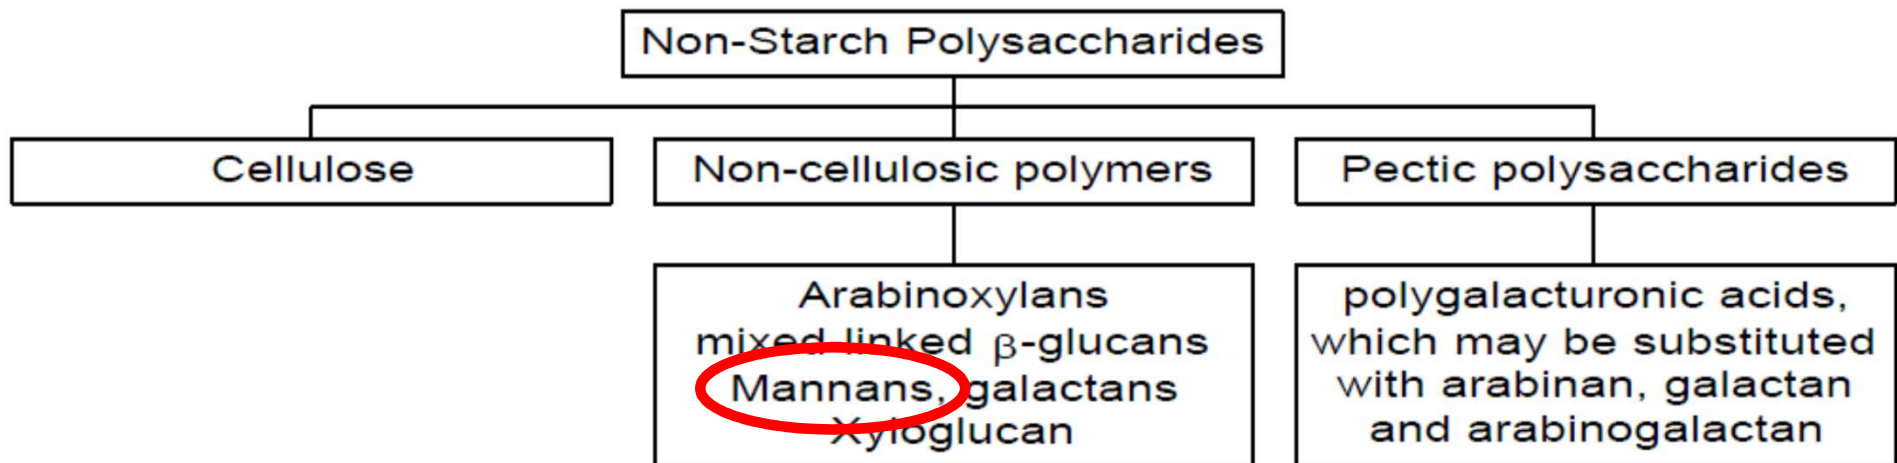 Non-Starch Polysaccharides
Cellulose
Non-cellulosic polymers
Pectic polysaccharides
Arabinoxylans
mixed linked β-glucans
Mannans, galactans
Xyloglucan
polygalacturonic acids,
which may be substituted
with arabinan, galactan
and arabinogalactan